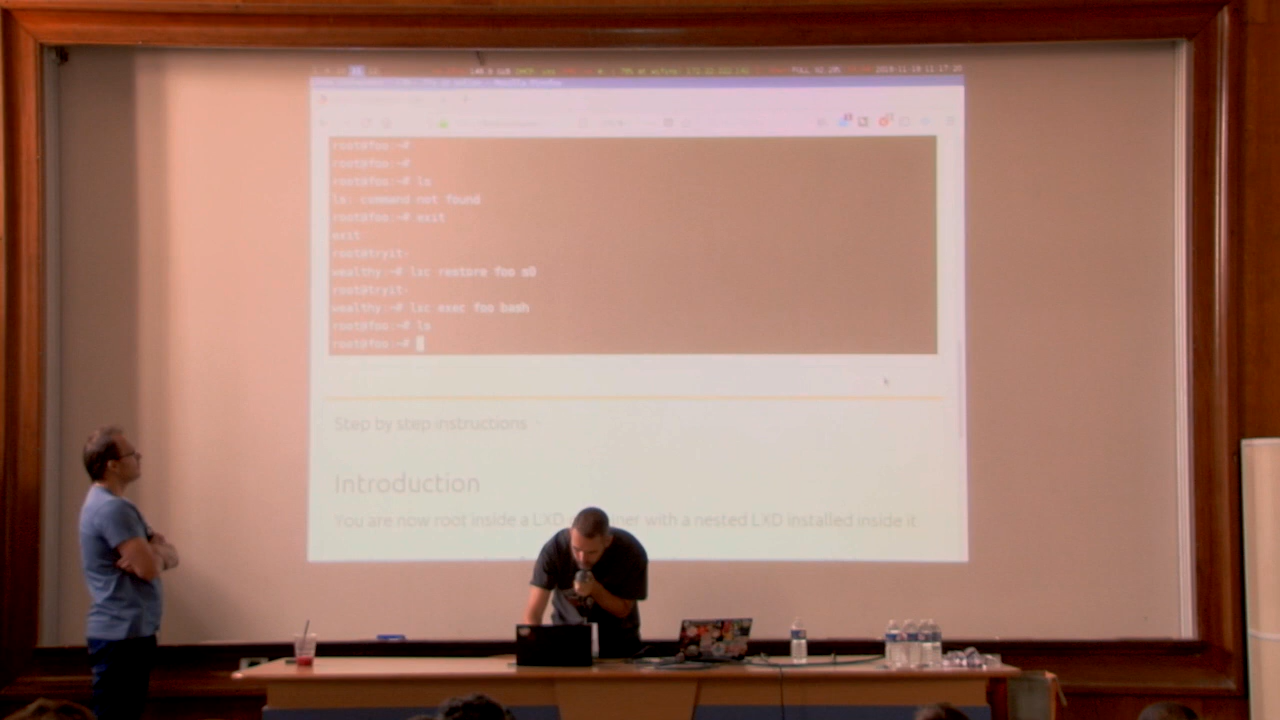 root@foo:~#
root@foo:~#
root@foo:~# ls
ls: command not found
root@foo:~# exit
exit
root@tryit-
wealthy:~# lxc restore foo s0
root@tryit-
wealthy:~# lxc exec foo bash
root@foo:~# ls
root@foo:~#
Step by step instructions
Introduction
You are now root inside a LXD with a nested LXD installed inside it.